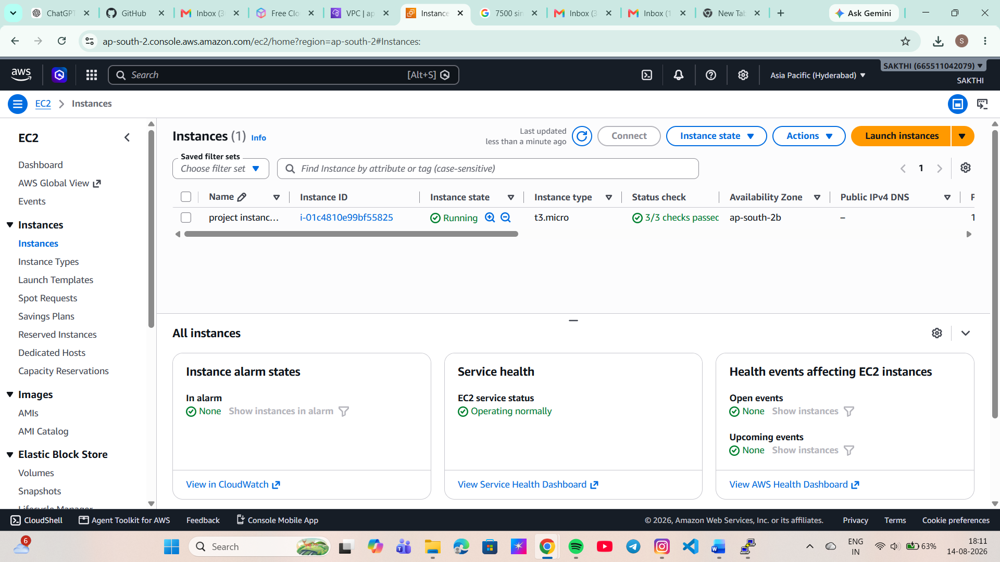 ChatGPT
GitHub
Inbox (3
Free Clo
VPC | ap
Instance
7500 sin
Inbox (3
Inbox (1
New Tab
Ask Gemini
ap-south-2.console.aws.amazon.com/ec2/home?region=ap-south-2#Instances:
S
aws
Search
[Alt+S]
Asia Pacific (Hyderabad)
SAKTHI (665511042079)
SAKTHI
EC2
Instances
EC2
Dashboard
AWS Global View
Events
Instances
Instances
Instance Types
Launch Templates
Spot Requests
Savings Plans
Reserved Instances
Dedicated Hosts
Capacity Reservations
Images
AMIs
AMI Catalog
Elastic Block Store
Volumes
Snapshots
Lifecycle Manager
Instances (1) Info
Last updated
less than a minute ago
Connect
Instance state
Actions
Launch instances
Saved filter sets
Choose filter set
Find Instance by attribute or tag (case-sensitive)
1
Name Instance ID Instance state Instance type Status check Availability Zone Public IPv4 DNS P
project instanc... i-01c4810e99bf55825 Running t3.micro 3/3 checks passed ap-south-2b – 1
All instances
Instance alarm states
In alarm
None Show instances in alarm
View in CloudWatch
Service health
EC2 service status
Operating normally
View Service Health Dashboard
Health events affecting EC2 instances
Open events
None Show instances
Upcoming events
None Show instances
View AWS Health Dashboard
CloudShell
Agent Toolkit for AWS
Feedback
Console Mobile App
© 2026, Amazon Web Services, Inc. or its affiliates.
Privacy
Terms
Cookie preferences
6
Search
ENG
IN
63%
18:11
14-08-2026